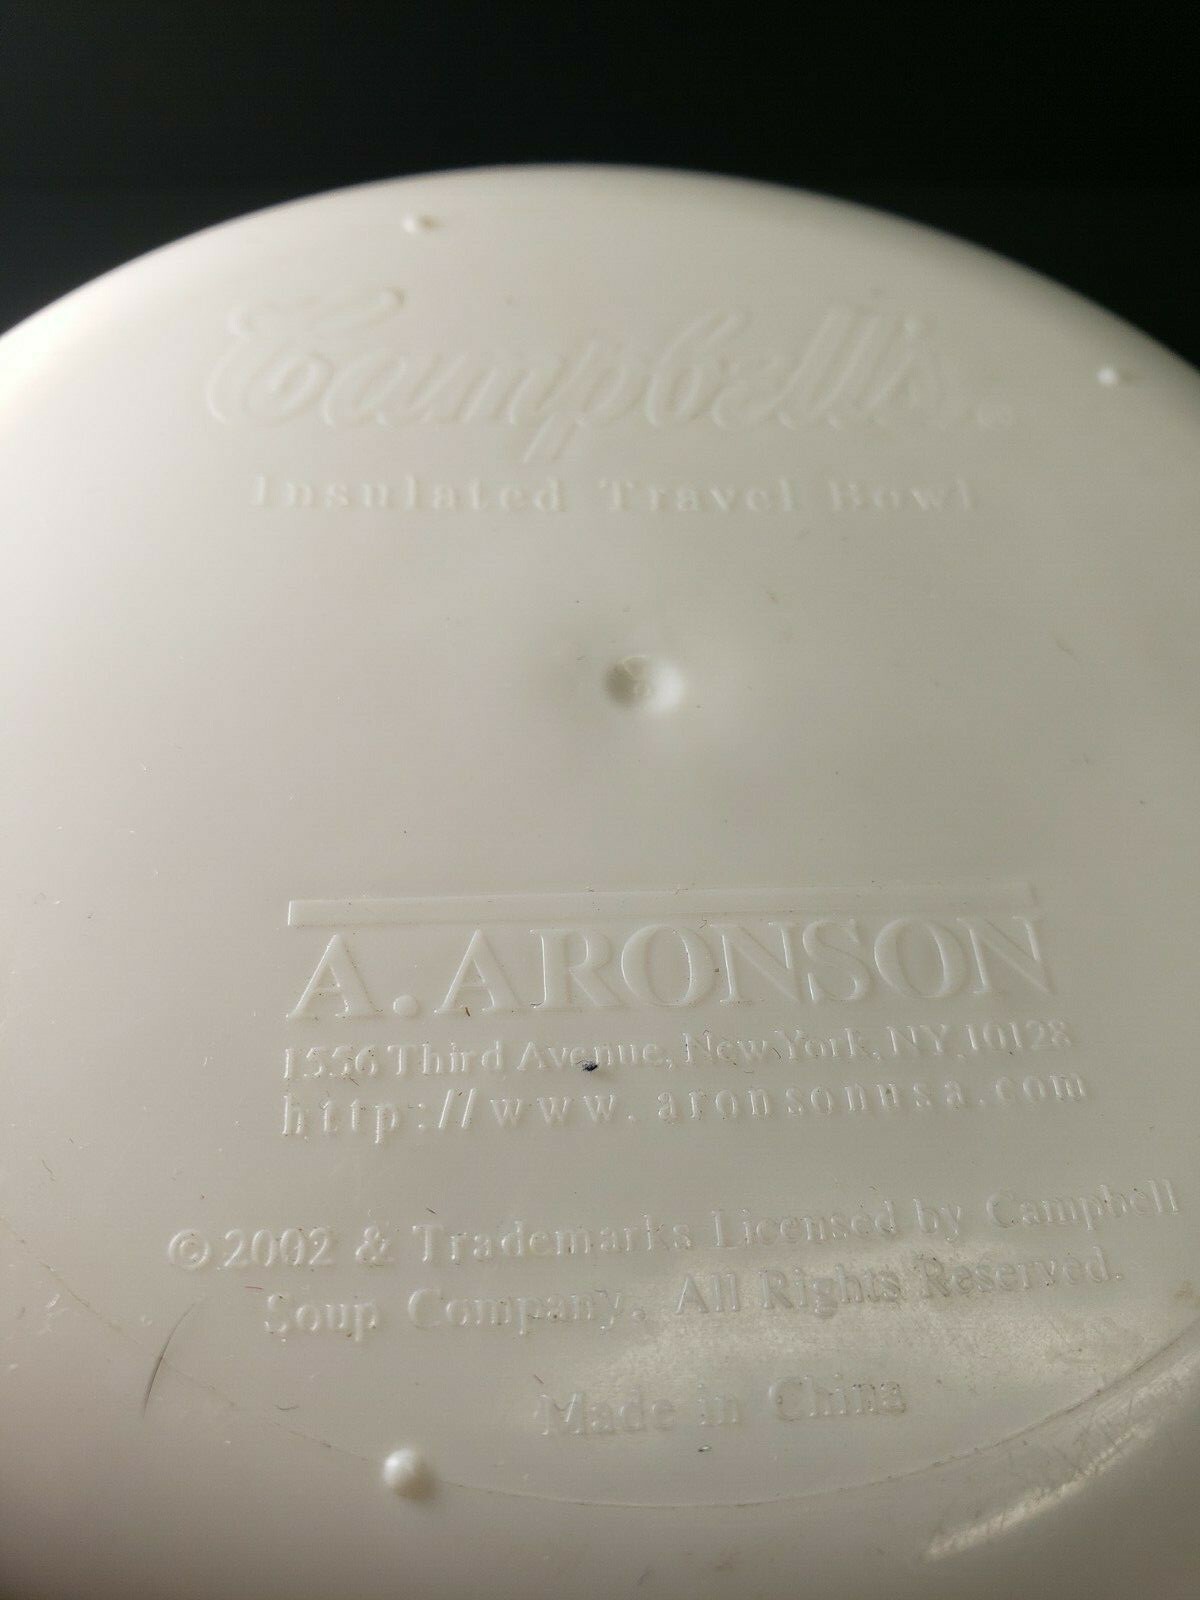 Campbell's®
Insulated Travel Bowl
A. ARONSON
1556 Third Avenue, New York, NY 10128
http://www.aronsonusa.com
© 2002 & Trademarks Licensed by Campbell
Soup Company. All Rights Reserved.
Made in China